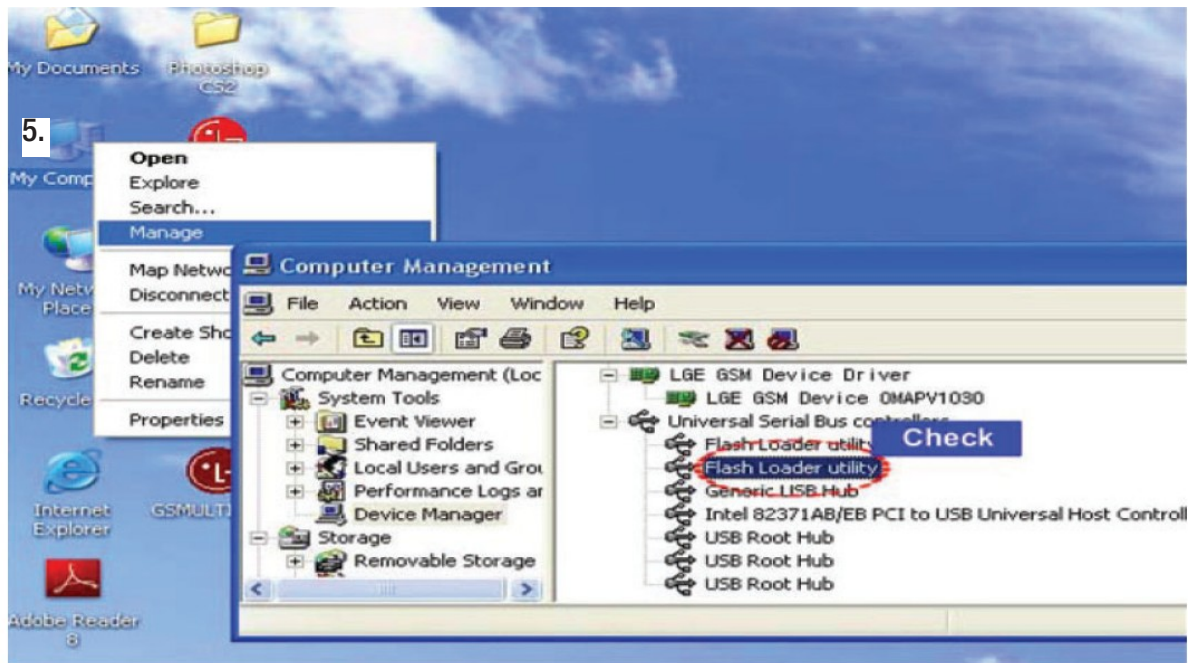 My Documents
Photoshop
CS2
5.
My Comp
Open
Explore
Search...
Manage
Map Netwo
Disconnect
Create Sho
Delete
Rename
Properties
My Netw
Place
Recycle
Internet
Explorer
GSMULTI
Adobe Reader
8
Computer Management
File Action View Window Help
Computer Management (Loc
System Tools
Event Viewer
Shared Folders
Local Users and Grou
Performance Logs ar
Device Manager
Storage
Removable Storage
LGE GSM Device Driver
LGE GSM Device OMAPV1030
Universal Serial Bus controllers
Flash Loader utility
Check
Flash Loader utility
Generic USB Hub
Intel 82371AB/EB PCI to USB Universal Host Controll
USB Root Hub
USB Root Hub
USB Root Hub